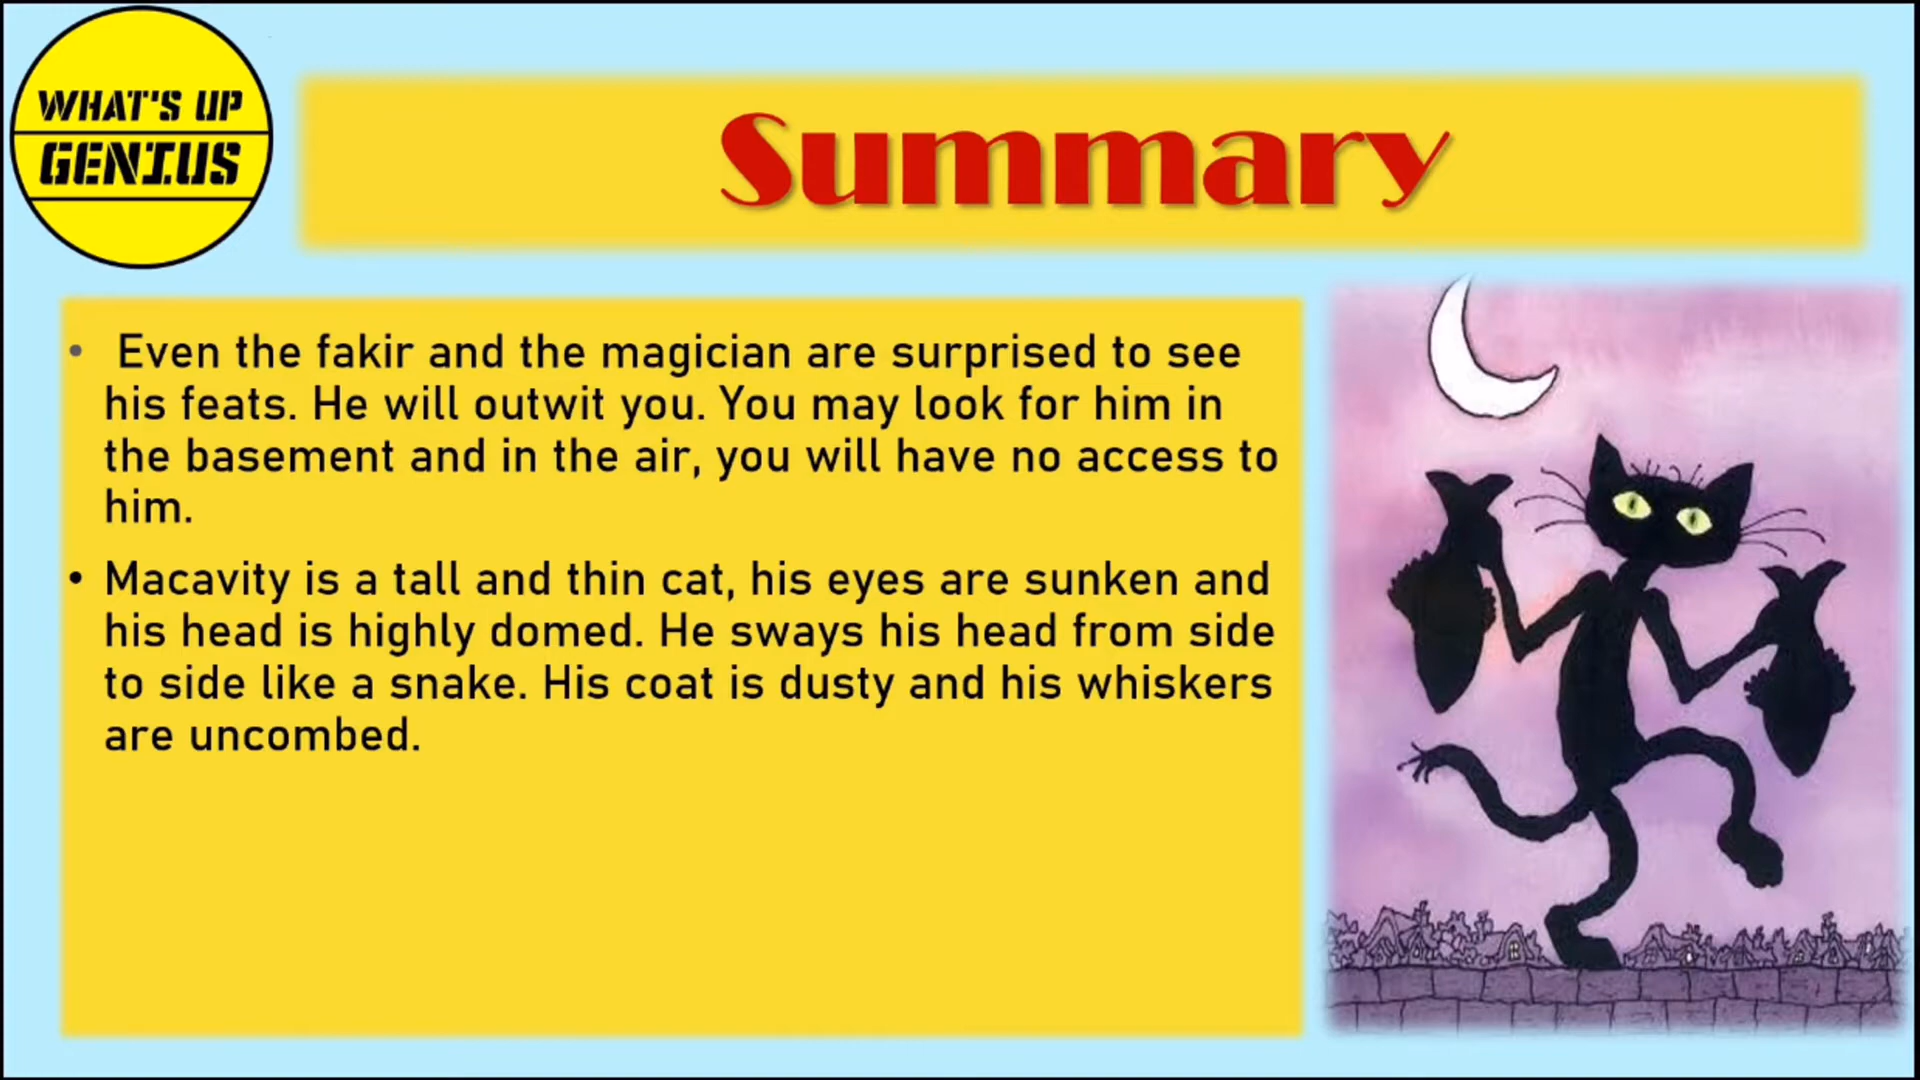 WHAT'S UP
GENIUS
Summary
• Even the fakir and the magician are surprised to see
his feats. He will outwit you. You may look for him in
the basement and in the air, you will have no access to
him.
• Macavity is a tall and thin cat, his eyes are sunken and
his head is highly domed. He sways his head from side
to side like a snake. His coat is dusty and his whiskers
are uncombed.